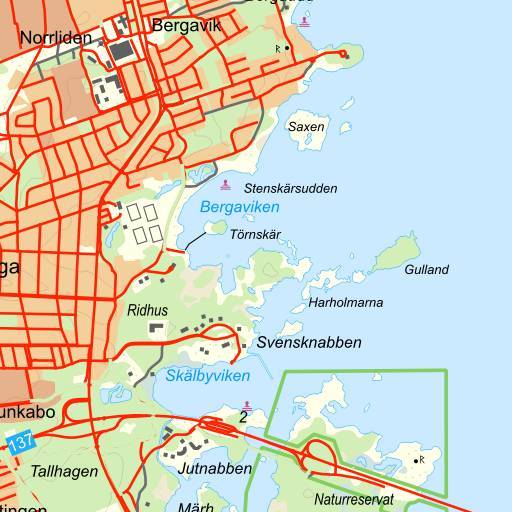 Bergsudd
Bergavik
Norrliden
R
Saxen
Stenskärsudden
Bergaviken
Törnskär
ga
Gulland
Harholmarna
Ridhus
Svensknabben
Skälbyviken
unkabo
2
137
Tallhagen
Jutnabben
R
Naturreservat
Märh
tingen